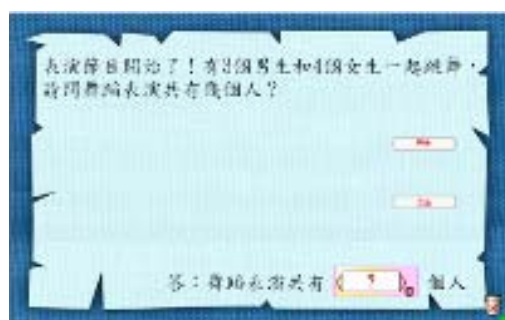 表演節目開始了！有3個男生和4個女生一起跳舞，
請問舞蹈表演共有幾個人？
答：舞蹈表演共有 ( ? ) 個人